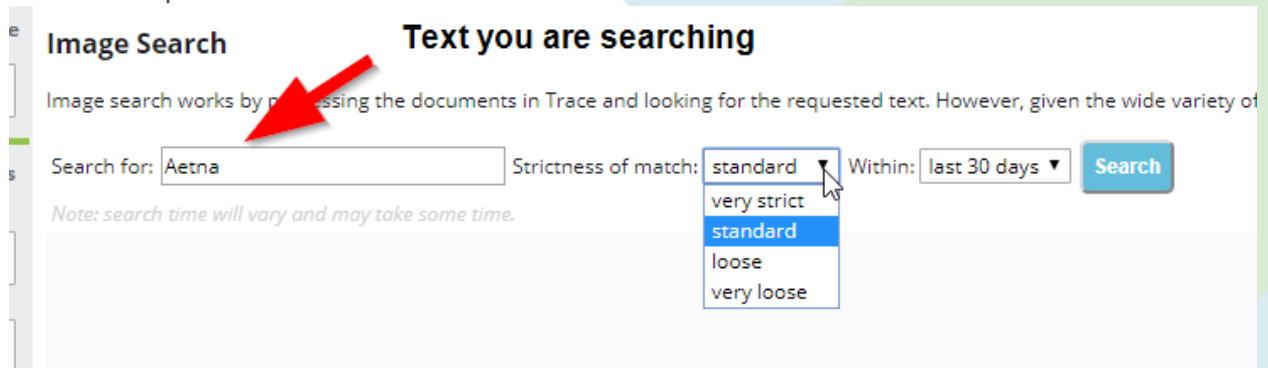 Image Search
Text you are searching
Image search works by processing the documents in Trace and looking for the requested text. However, given the wide variety of
Search for: Aetna Strictness of match: standard Within: last 30 days Search
very strict
Note: search time will vary and may take some time.
standard
loose
very loose